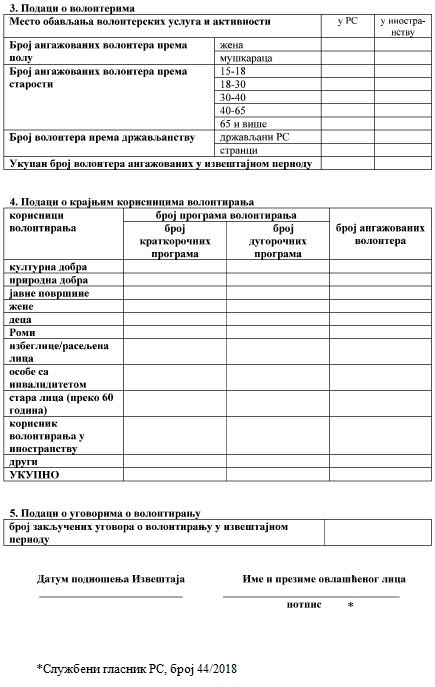 3. Подаци о волонтерима
Место обављања волонтерских услуга и активности у РС у иностра-
нству
Број ангажованих волонтера према жена
полу мушкараца
Број ангажованих волонтера према 15-18
старости 18-30
30-40
40-65
65 и више
Број волонтера према држављанству држављани РС
странци
Укупан број волонтера ангажованих у извештајном периоду
4. Подаци о крајњим корисницима волонтирања
корисници број програма волонтирања
волонтирања број број број ангажованих
краткорочних дугорочних волонтера
програма програма
културна добра
природна добра
јавне површине
жене
деца
Роми
избеглице/расељена
лица
особе са
инвалидитетом
стара лица (преко 60
година)
корисник
волонтирања у
иностранству
други
УКУПНО
5. Подаци о уговорима о волонтирању
број закључених уговора о волонтирању у извештајном
периоду
Датум подношења Извештаја Име и презиме овлашћеног лица
потпис *
*Службени гласник РС, број 44/2018